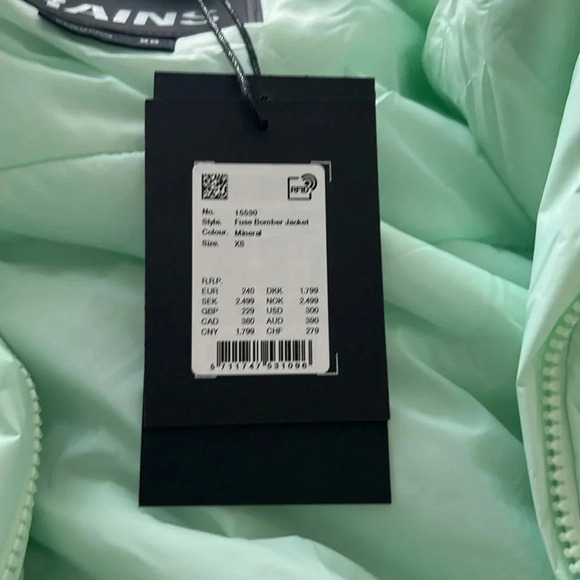 RAINS
XS
RFID
No. 15530
Style. Fuse Bomber Jacket
Colour. Mineral
Size. XS
R.R.P.
EUR 240 DKK 1.799
SEK 2.499 NOK 2.499
GBP 229 USD 300
CAD 380 AUD 390
CNY 1.799 CHF 279
5 711747 531096